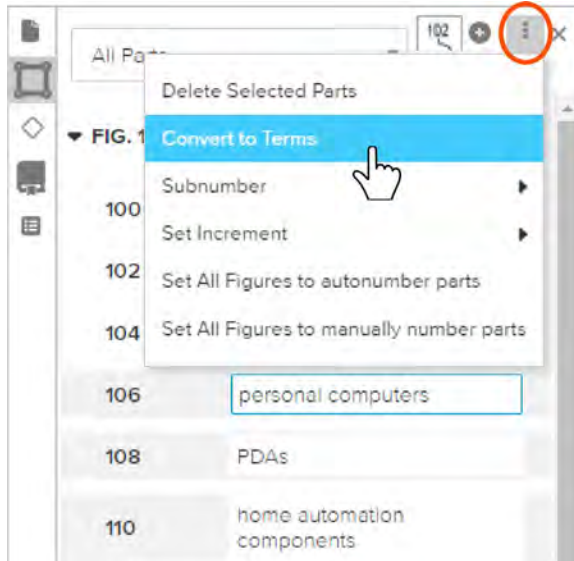 All Parts
102
Delete Selected Parts
FIG. 1
Convert to Terms
Subnumber
100
Set Increment
102
Set All Figures to autonumber parts
104
Set All Figures to manually number parts
106 personal computers
108 PDAs
110 home automation
components